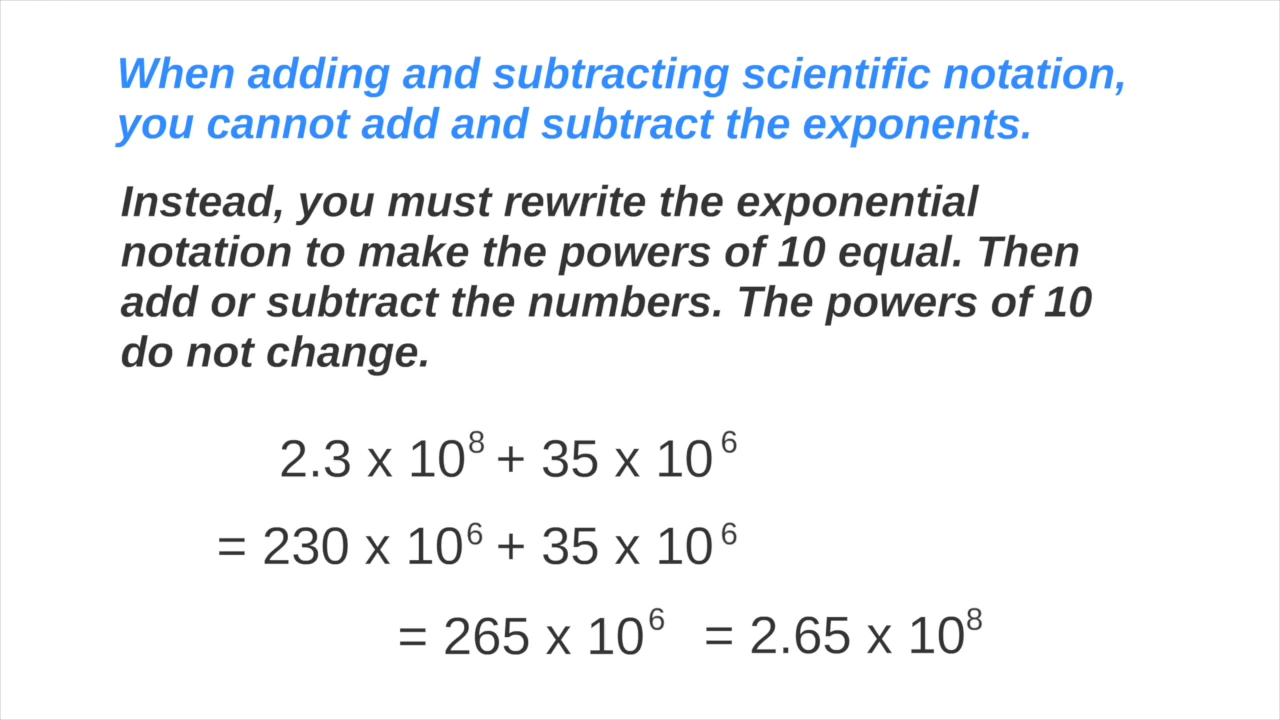 When adding and subtracting scientific notation,
you cannot add and subtract the exponents.
Instead, you must rewrite the exponential
notation to make the powers of 10 equal. Then
add or subtract the numbers. The powers of 10
do not change.
2.3 x 10⁸ + 35 x 10⁶
= 230 x 10⁶ + 35 x 10⁶
= 265 x 10⁶ = 2.65 x 10⁸